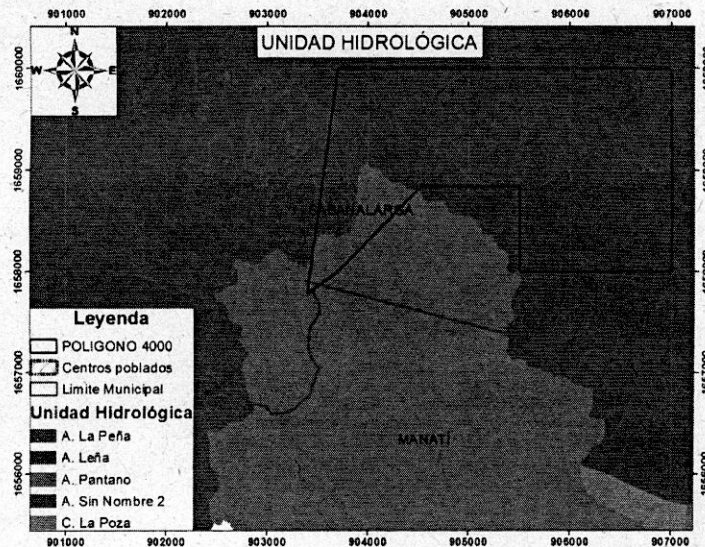 901000 902000 903000 904000 905000 906000 907000
UNIDAD HIDROLÓGICA
N
W E
S
1660000
1659000
1658000
1657000
1656000
SABANALARGA
MANATÍ
Leyenda
POLIGONO 4000
Centros poblados
Limite Municipal
Unidad Hidrológica
A. La Peña
A. Leña
A. Pantano
A. Sin Nombre 2
C. La Poza
901000 902000 903000 904000 905000 906000 907000